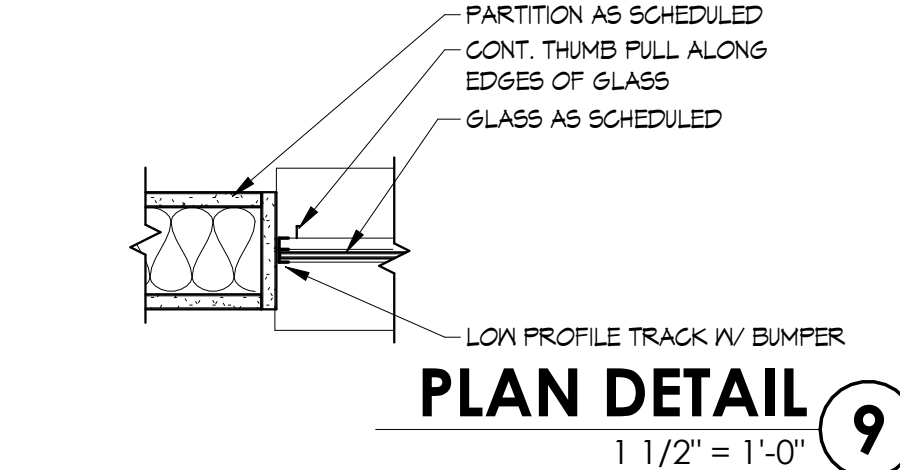 PARTITION AS SCHEDULED
CONT. THUMB PULL ALONG
EDGES OF GLASS
GLASS AS SCHEDULED
LOW PROFILE TRACK W/ BUMPER
PLAN DETAIL
9
1 1/2" = 1'-0"